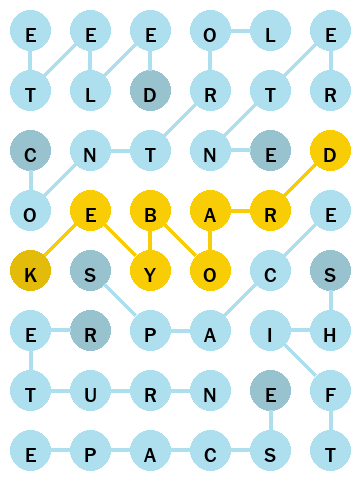 E E E O L E
T L D R T R
C N T N E D
O E B A R E
K S Y O C S
E R P A I H
T U R N E F
E P A C S T